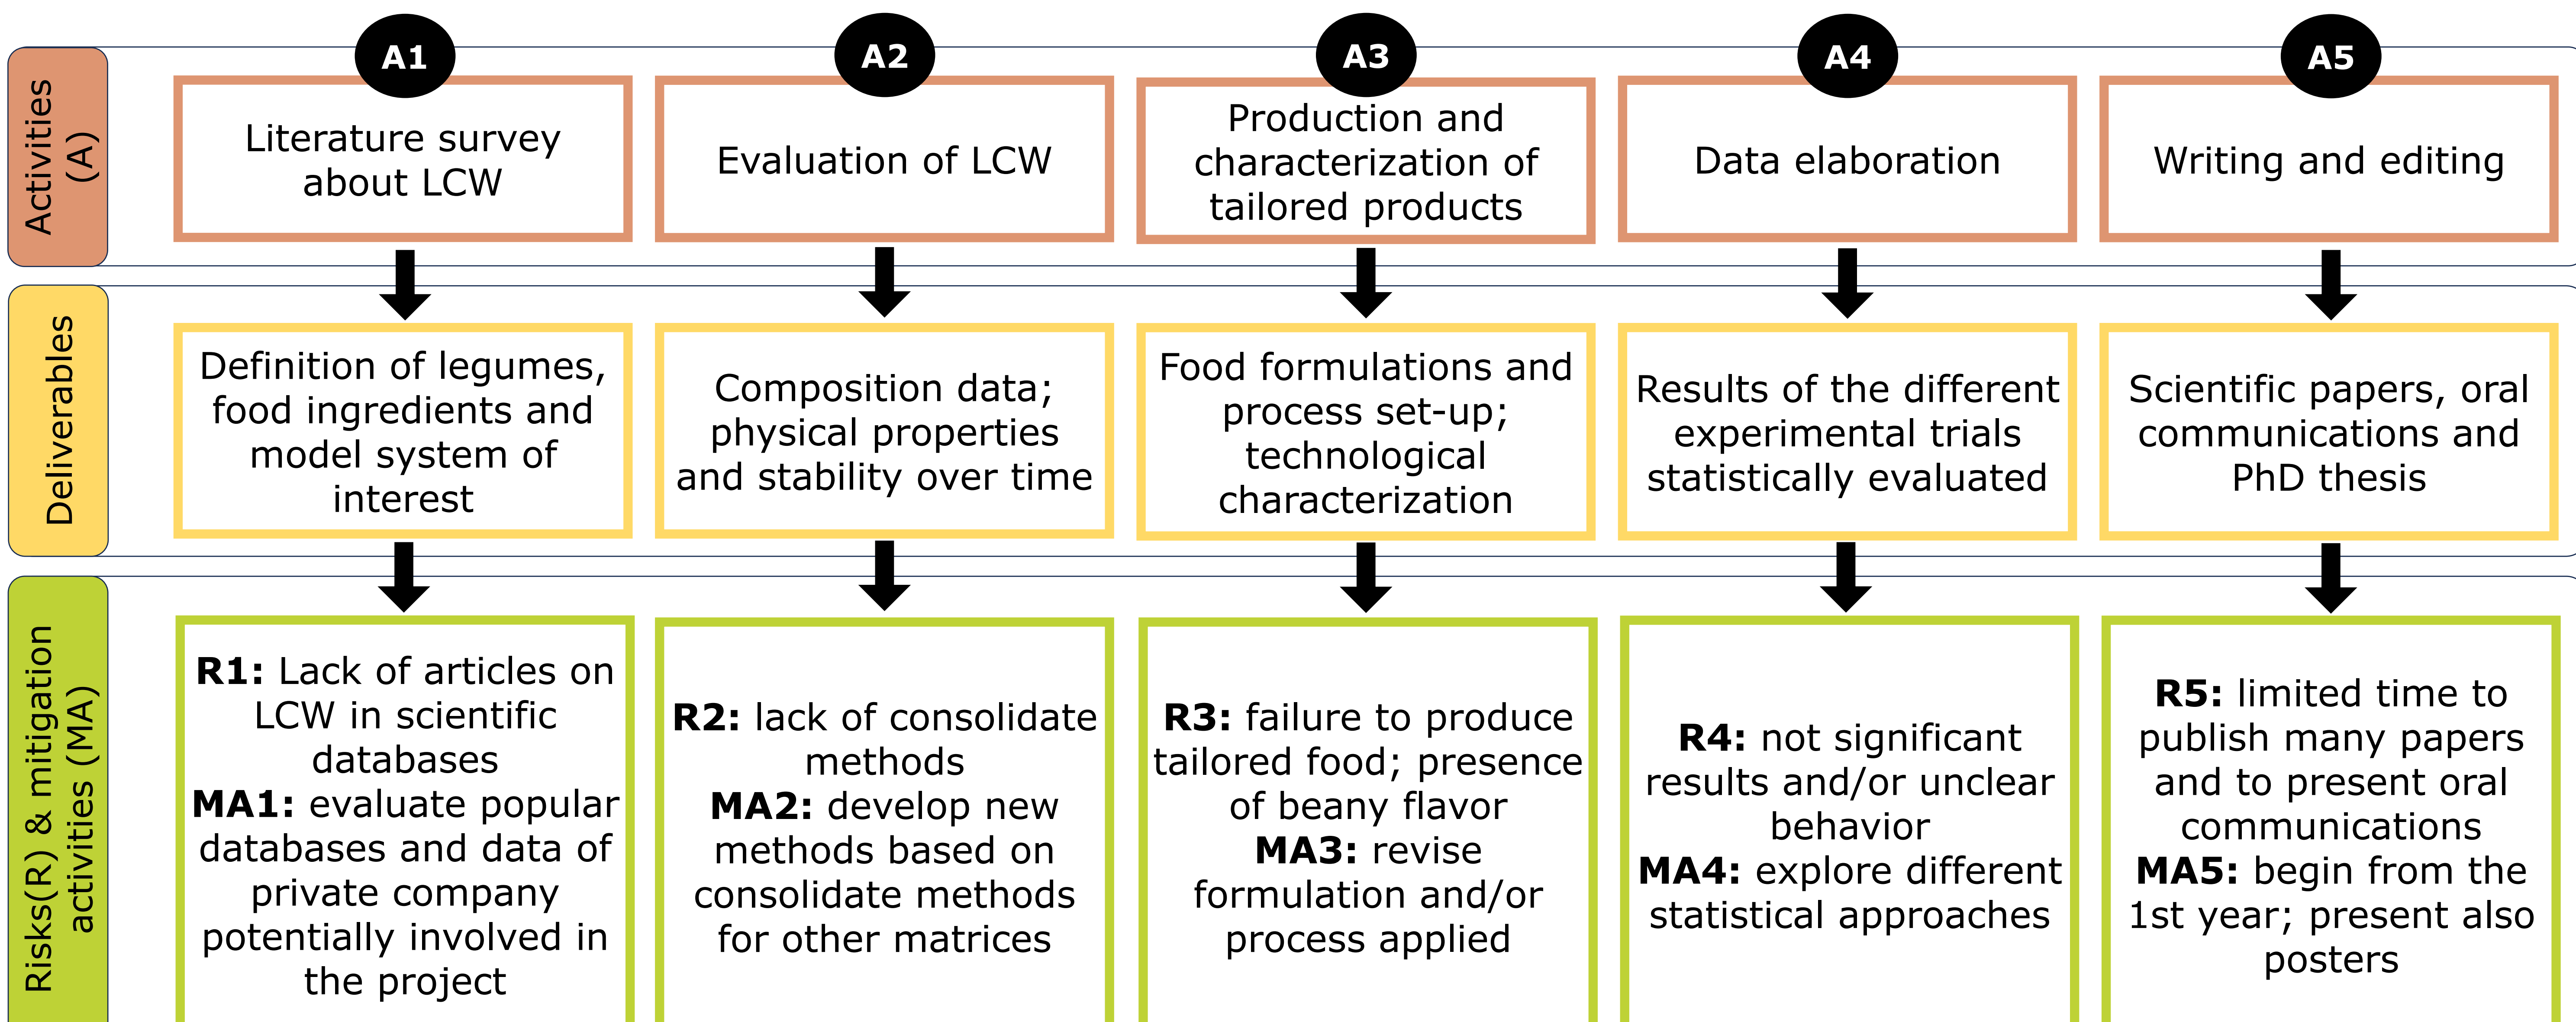 Activities
(A)
A1
Literature survey
about LCW
A2
Evaluation of LCW
A3
Production and
characterization of
tailored products
A4
Data elaboration
A5
Writing and editing
Deliverables
Definition of legumes,
food ingredients and
model system of
interest
Composition data;
physical properties
and stability over time
Food formulations and
process set-up;
technological
characterization
Results of the different
experimental trials
statistically evaluated
Scientific papers, oral
communications and
PhD thesis
Risks(R) & mitigation
activities (MA)
R1: Lack of articles on
LCW in scientific
databases
MA1: evaluate popular
databases and data of
private company
potentially involved in
the project
R2: lack of consolidate
methods
MA2: develop new
methods based on
consolidate methods
for other matrices
R3: failure to produce
tailored food; presence
of beany flavor
MA3: revise
formulation and/or
process applied
R4: not significant
results and/or unclear
behavior
MA4: explore different
statistical approaches
R5: limited time to
publish many papers
and to present oral
communications
MA5: begin from the
1st year; present also
posters